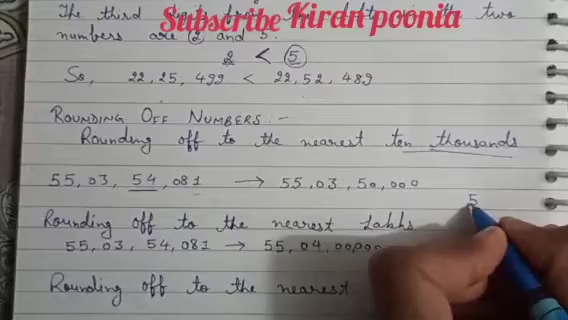 The third two
Subscribe Kiran poonia
numbers are 2 and 5.
2 < 5
So, 22,25,499 < 22,52,489
ROUNDING OFF NUMBERS :-
Rounding off to the nearest ten thousands
55,03,54,081 → 55,03,50,000
5
Rounding off to the nearest Lakhs
55,03,54,081 → 55,04,00,000
Rounding off to the nearest